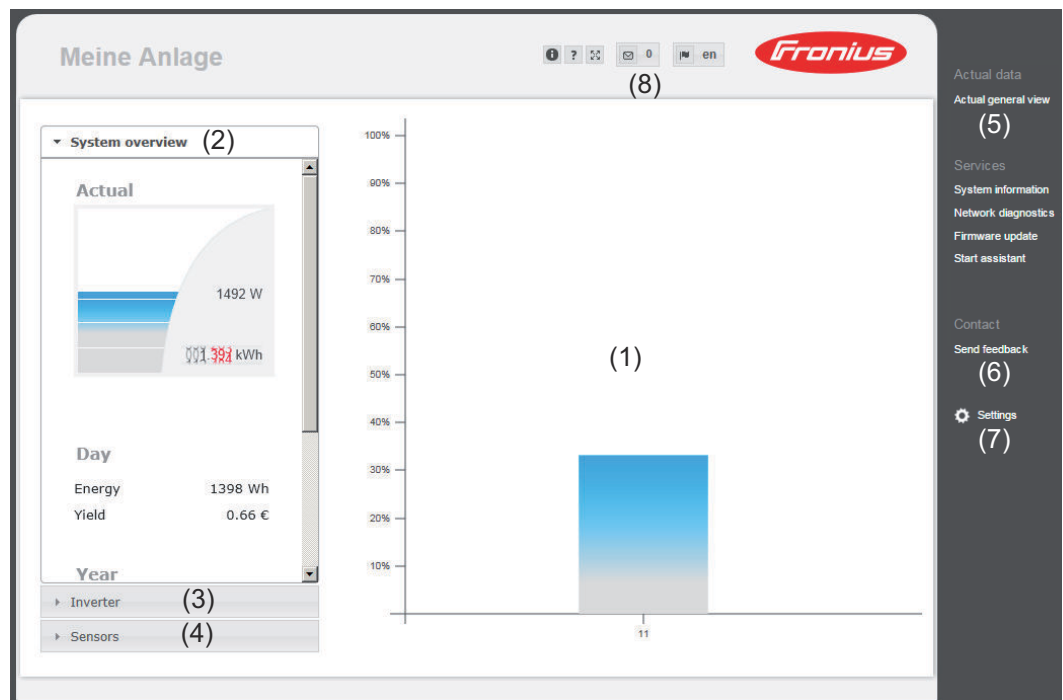 Meine Anlage
i ? 0 en
Fronius
(8)
System overview (2)
Actual
1492 W
kWh
Day
Energy 1398 Wh
Yield 0.66 €
Year
Inverter (3)
Sensors (4)
100%
90%
80%
70%
60%
50%
40%
30%
20%
10%
(1)
11
Actual data
Actual general view
(5)
Services
System information
Network diagnostics
Firmware update
Start assistant
Contact
Send feedback
(6)
Settings
(7)